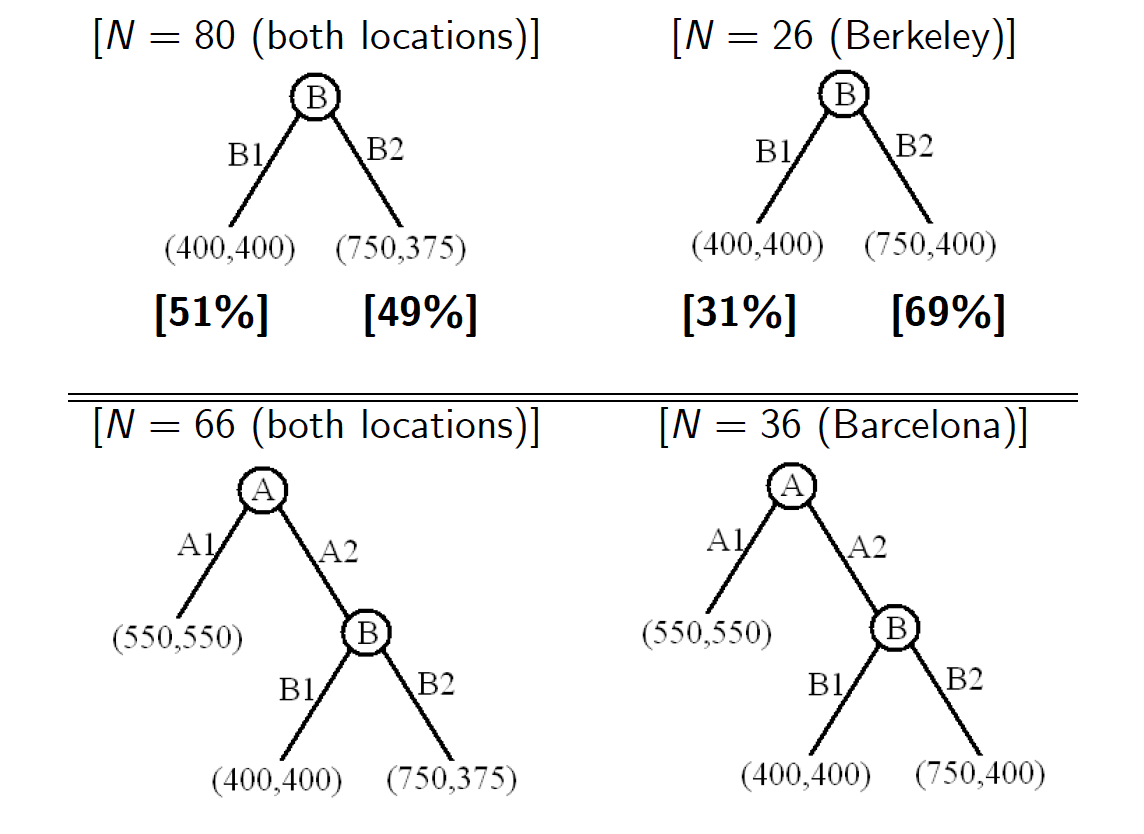 [N = 80 (both locations)] [N = 26 (Berkeley)]
B B
B1 B2 B1 B2
(400,400) (750,375) (400,400) (750,400)
[51%] [49%] [31%] [69%]
[N = 66 (both locations)] [N = 36 (Barcelona)]
A A
A1 A2 A1 A2
(550,550) B (550,550) B
B1 B2 B1 B2
(400,400) (750,375) (400,400) (750,400)